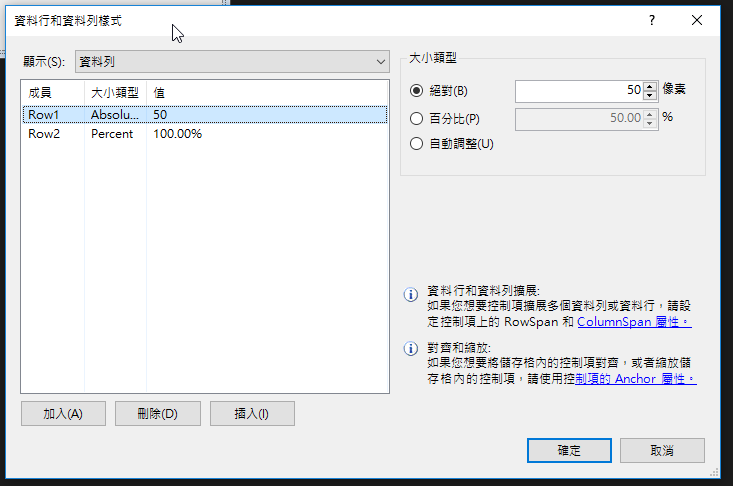 資料行和資料列樣式
?
顯示(S):
資料列
成員 大小類型 值
Row1 Absolu... 50
Row2 Percent 100.00%
加入(A) 刪除(D) 插入(I)
大小類型
絕對(B) 50 像素
百分比(P) 50.00 %
自動調整(U)
資料行和資料列擴展:
如果您想要控制項擴展多個資料列或資料行，請設
定控制項上的 RowSpan 和 ColumnSpan 屬性。
對齊和縮放:
如果您想要將儲存格內的控制項對齊，或者縮放儲
存格內的控制項，請使用控制項的 Anchor 屬性。
確定 取消